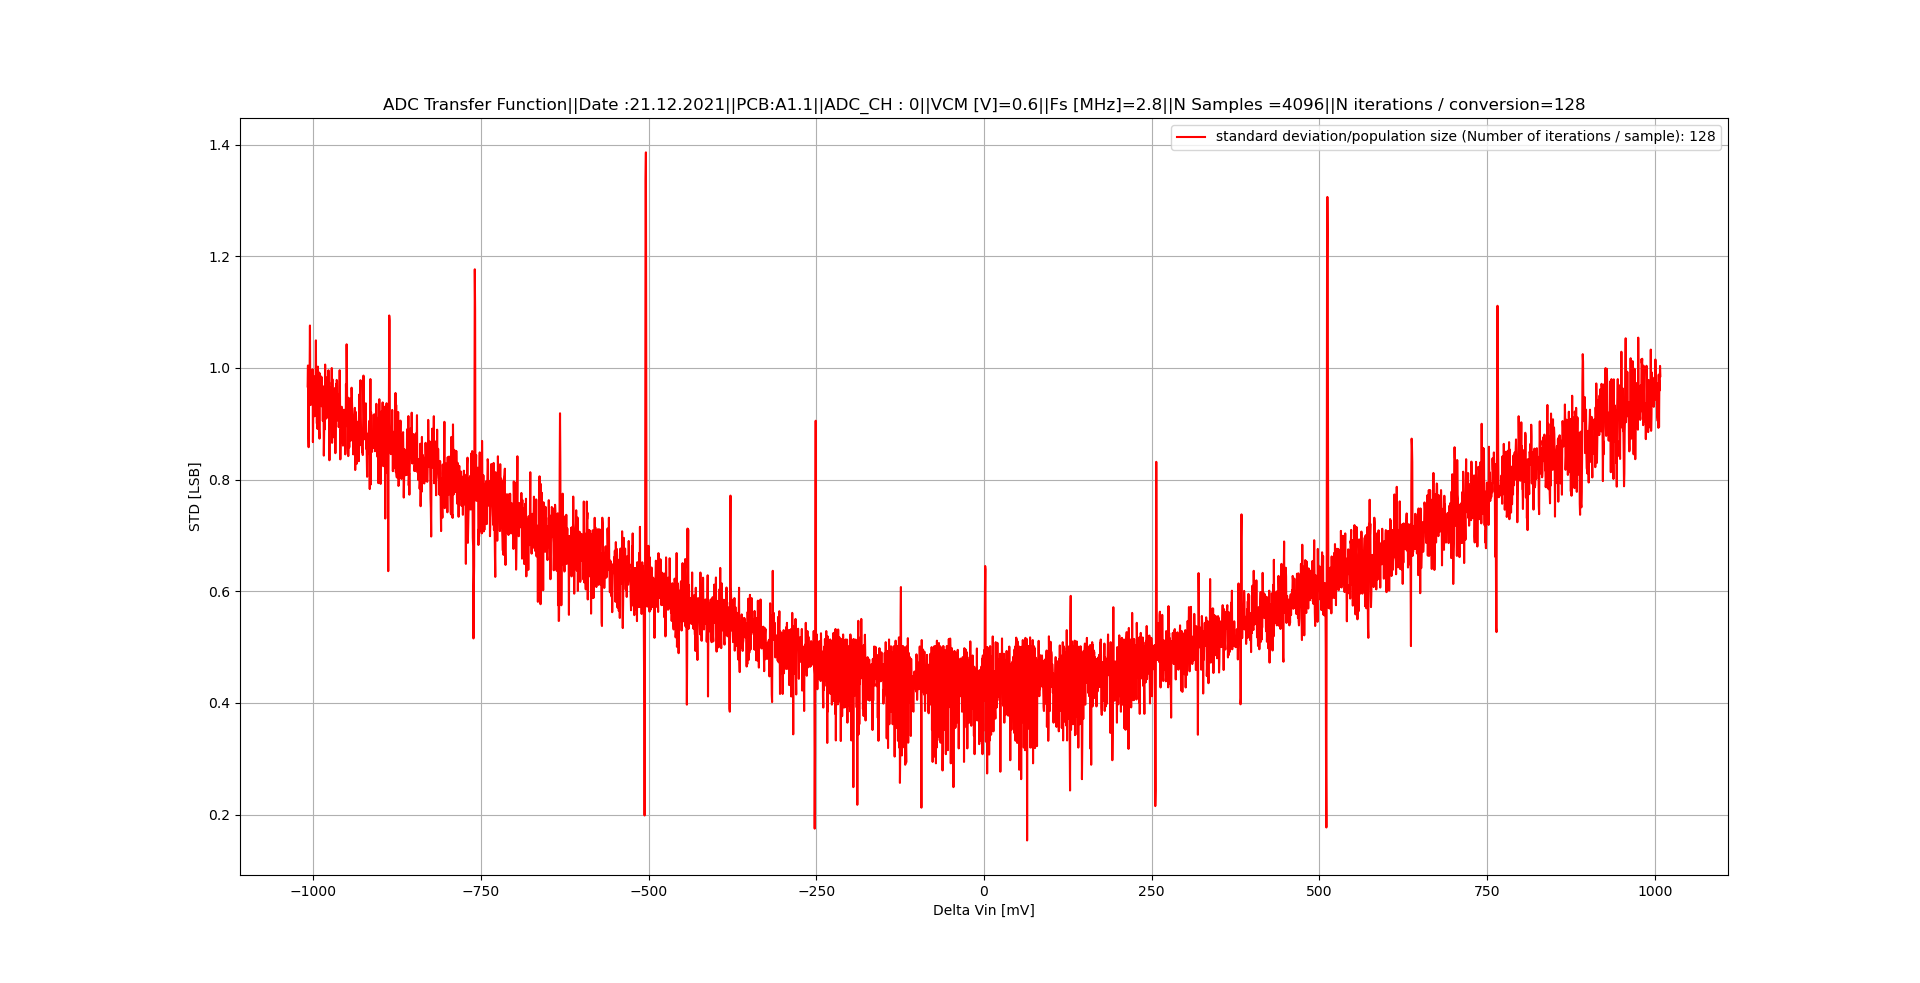 ADC Transfer Function||Date :21.12.2021||PCB:A1.1||ADC_CH : 0||VCM [V]=0.6||Fs [MHz]=2.8||N Samples =4096||N iterations / conversion=128
standard deviation/population size (Number of iterations / sample): 128
1.4
1.2
1.0
0.8
0.6
0.4
0.2
STD [LSB]
−1000 −750 −500 −250 0 250 500 750 1000
Delta Vin [mV]